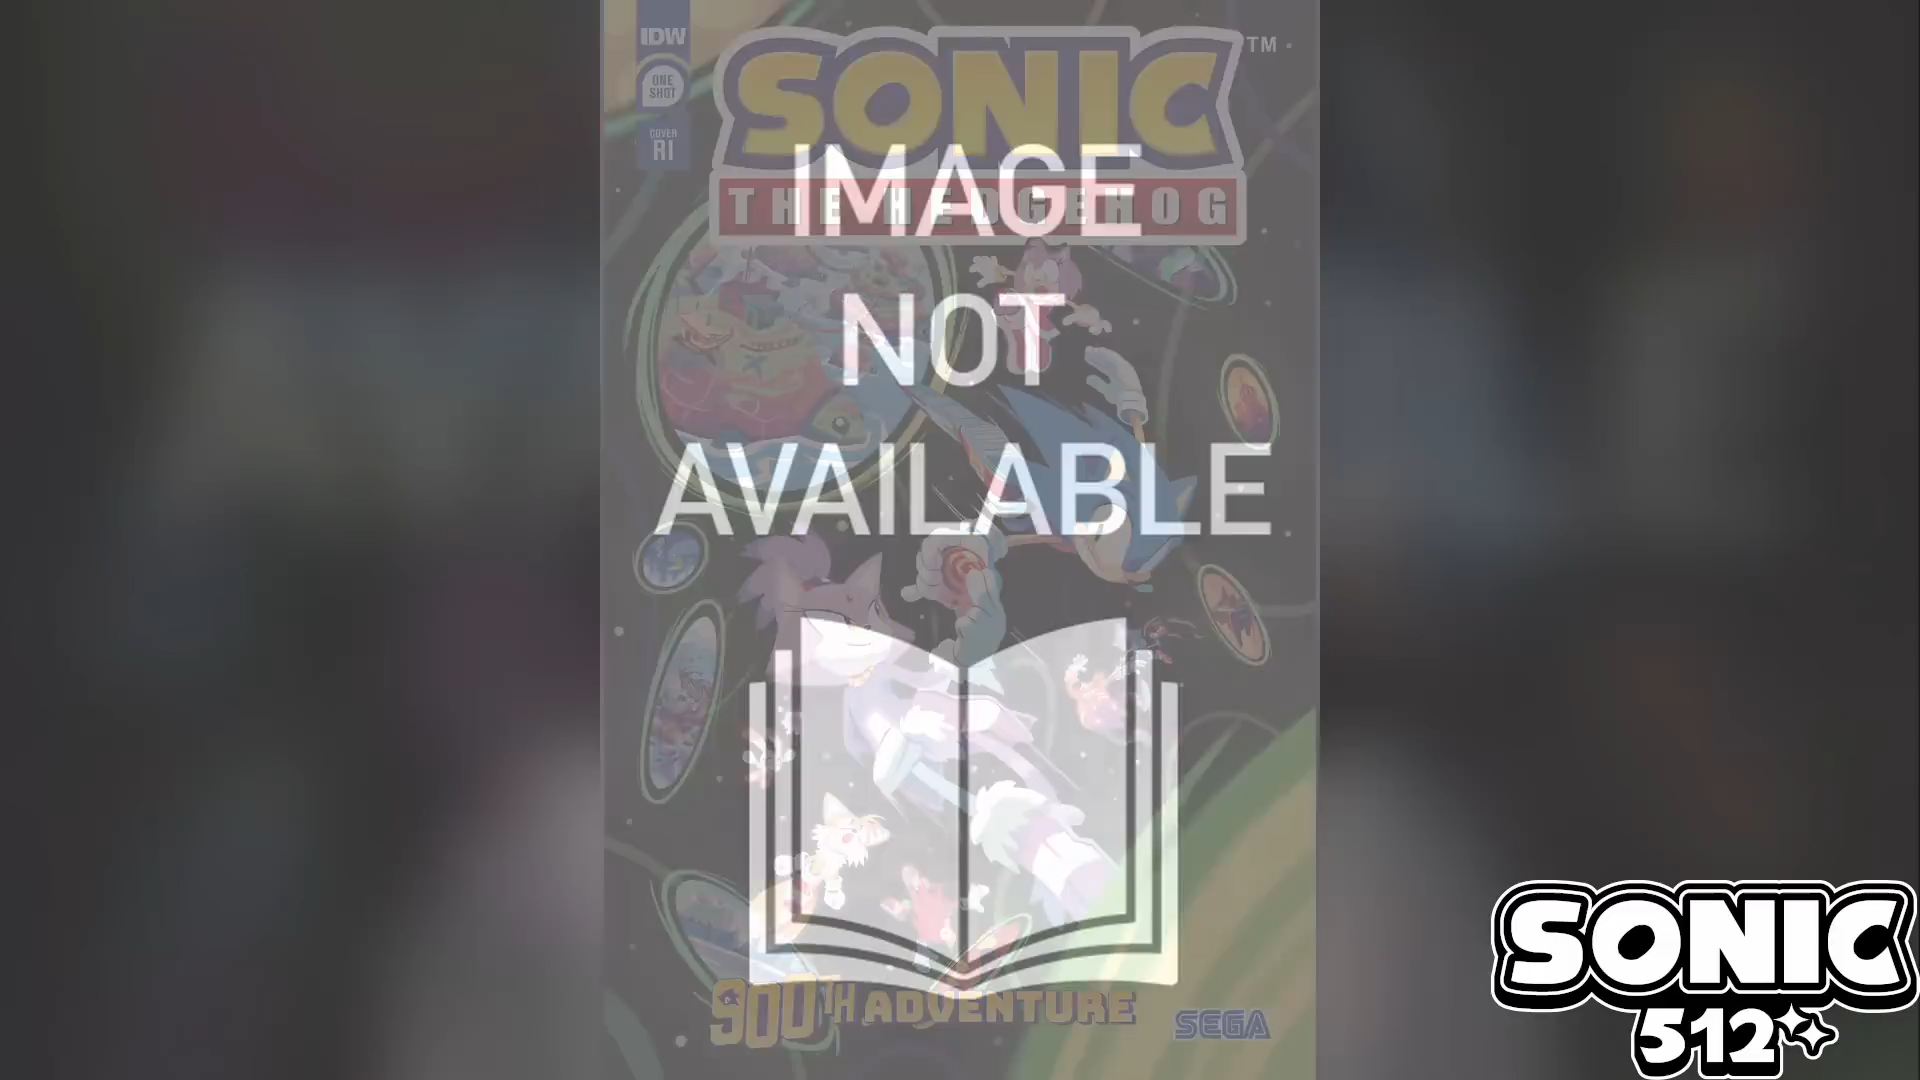 IDW
ONE
SHOT
COVER
RI
SONIC
TM
THE HEDGEHOG
IMAGE
NOT
AVAILABLE
900TH ADVENTURE
SEGA
SONIC
512